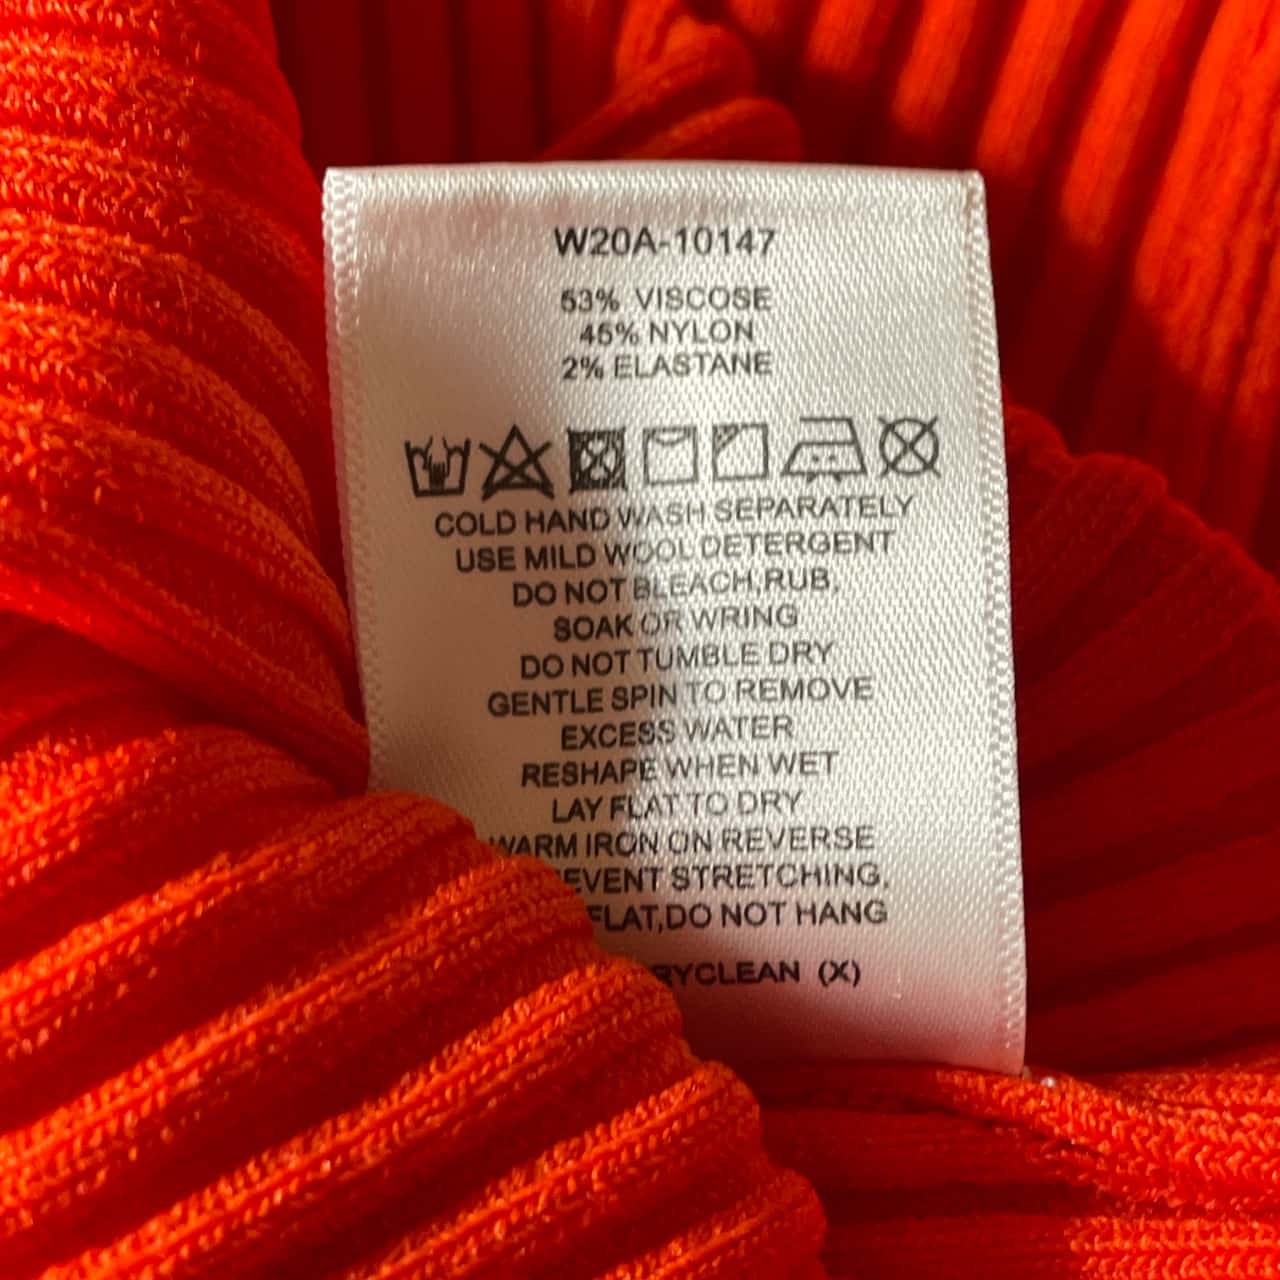 W20A-10147
53% VISCOSE
45% NYLON
2% ELASTANE
COLD HAND WASH SEPARATELY
USE MILD WOOL DETERGENT
DO NOT BLEACH,RUB,
SOAK OR WRING
DO NOT TUMBLE DRY
GENTLE SPIN TO REMOVE
EXCESS WATER
RESHAPE WHEN WET
LAY FLAT TO DRY
WARM IRON ON REVERSE
EVENT STRETCHING,
FLAT,DO NOT HANG
RYCLEAN (X)